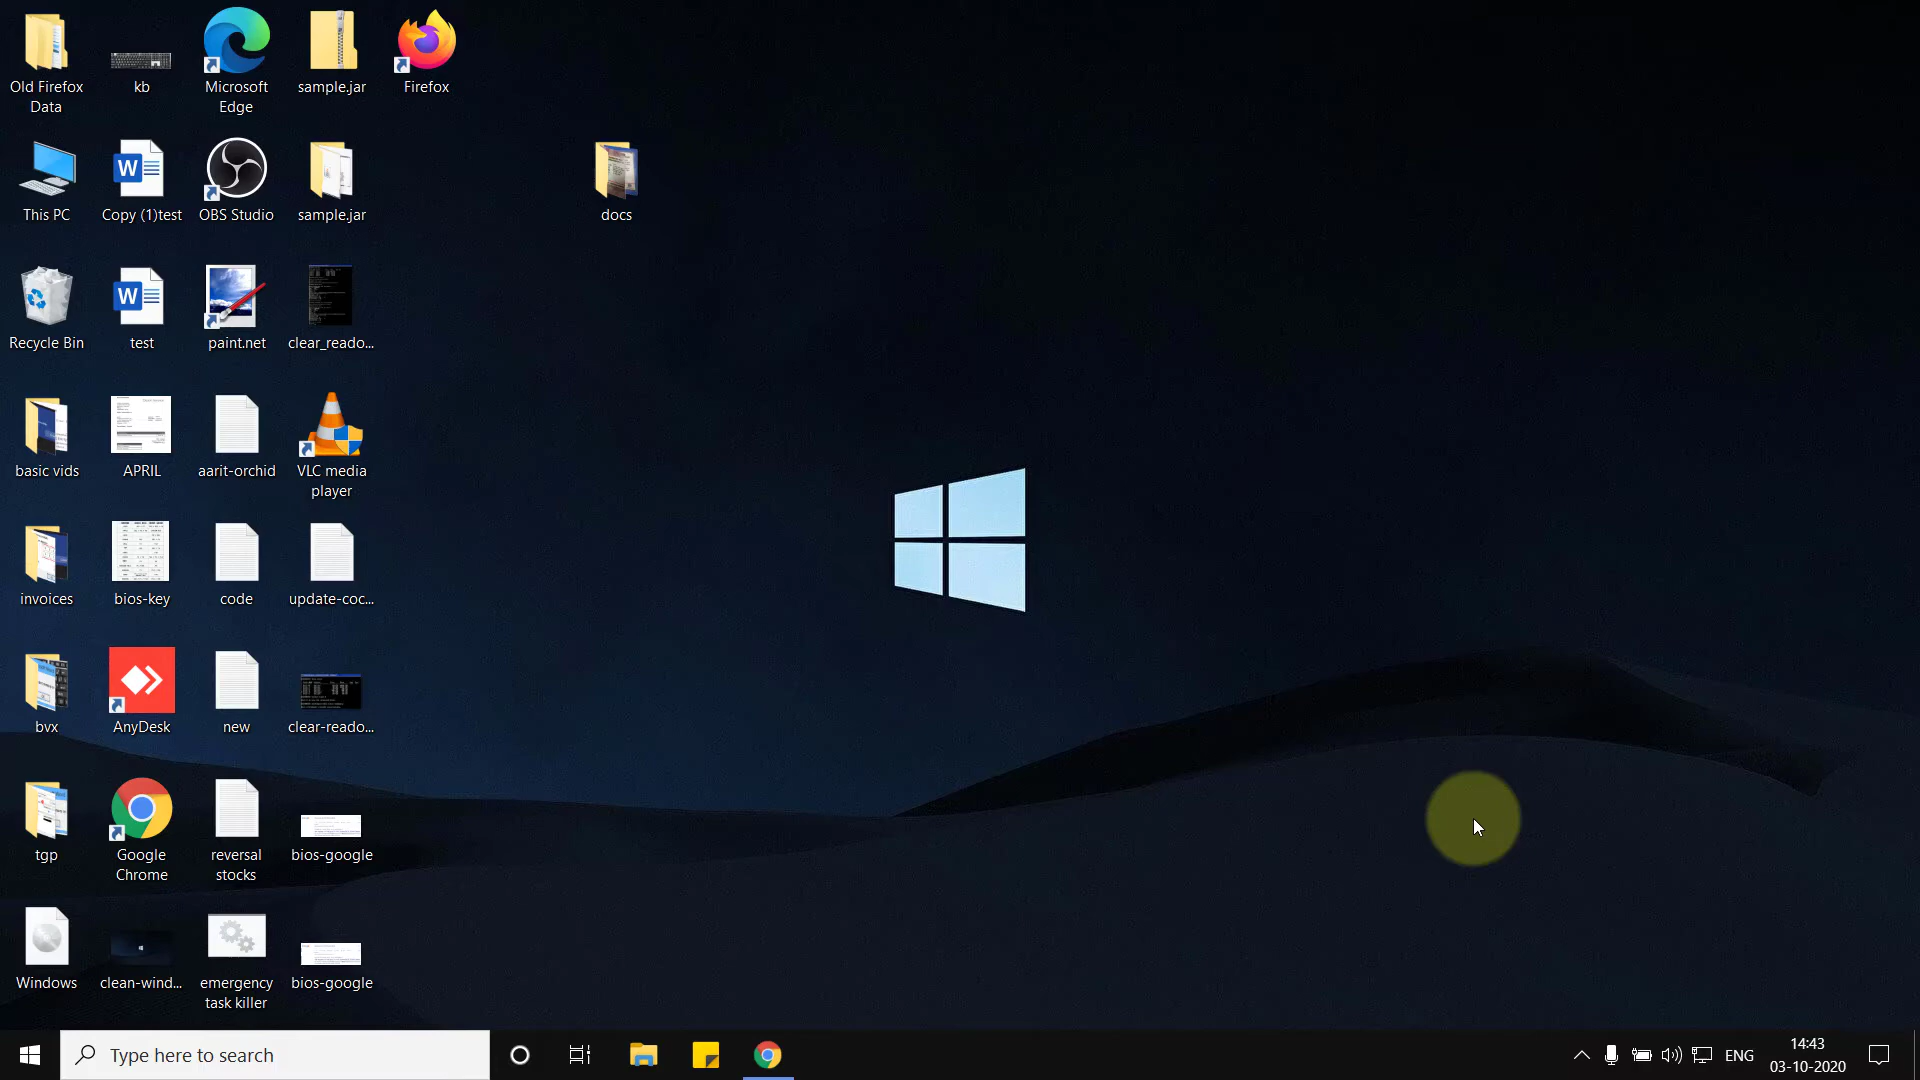 Old Firefox
Data
kb
Microsoft
Edge
sample.jar
Firefox
This PC
Copy (1)test
OBS Studio
sample.jar
docs
Recycle Bin
test
paint.net
clear_reado...
basic vids
APRIL
aarit-orchid
VLC media
player
invoices
bios-key
code
update-coc...
bvx
AnyDesk
new
clear-reado...
tgp
Google
Chrome
reversal
stocks
bios-google
Windows
clean-wind...
emergency
task killer
bios-google
Type here to search
ENG
14:43
03-10-2020